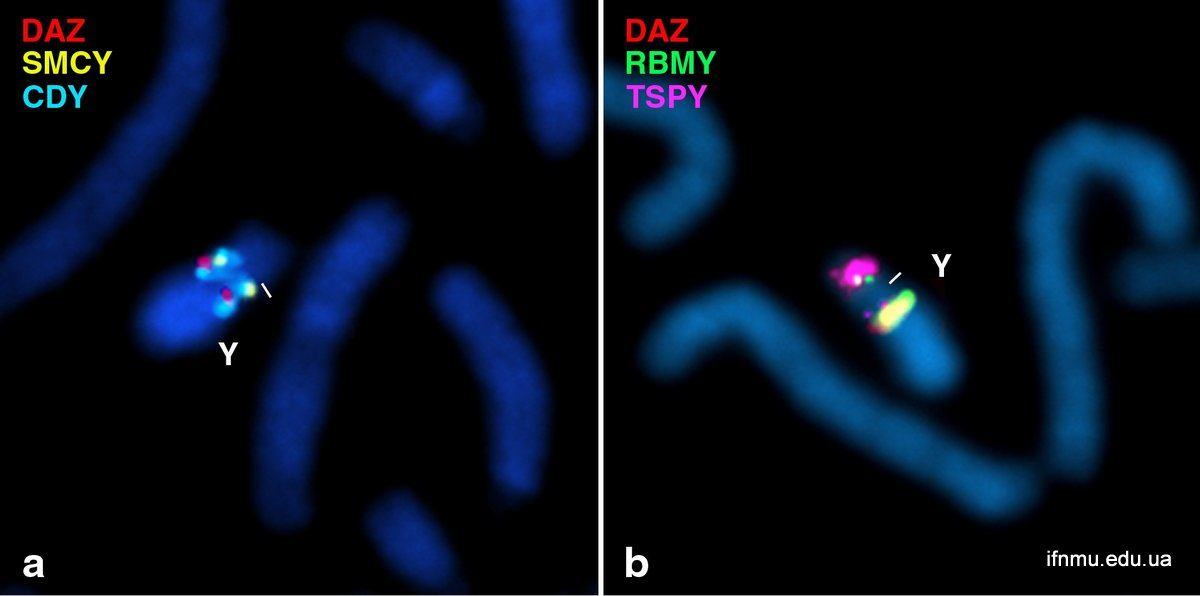 DAZ
SMCY
CDY
Y
a
DAZ
RBMY
TSPY
Y
b
ifnmu.edu.ua